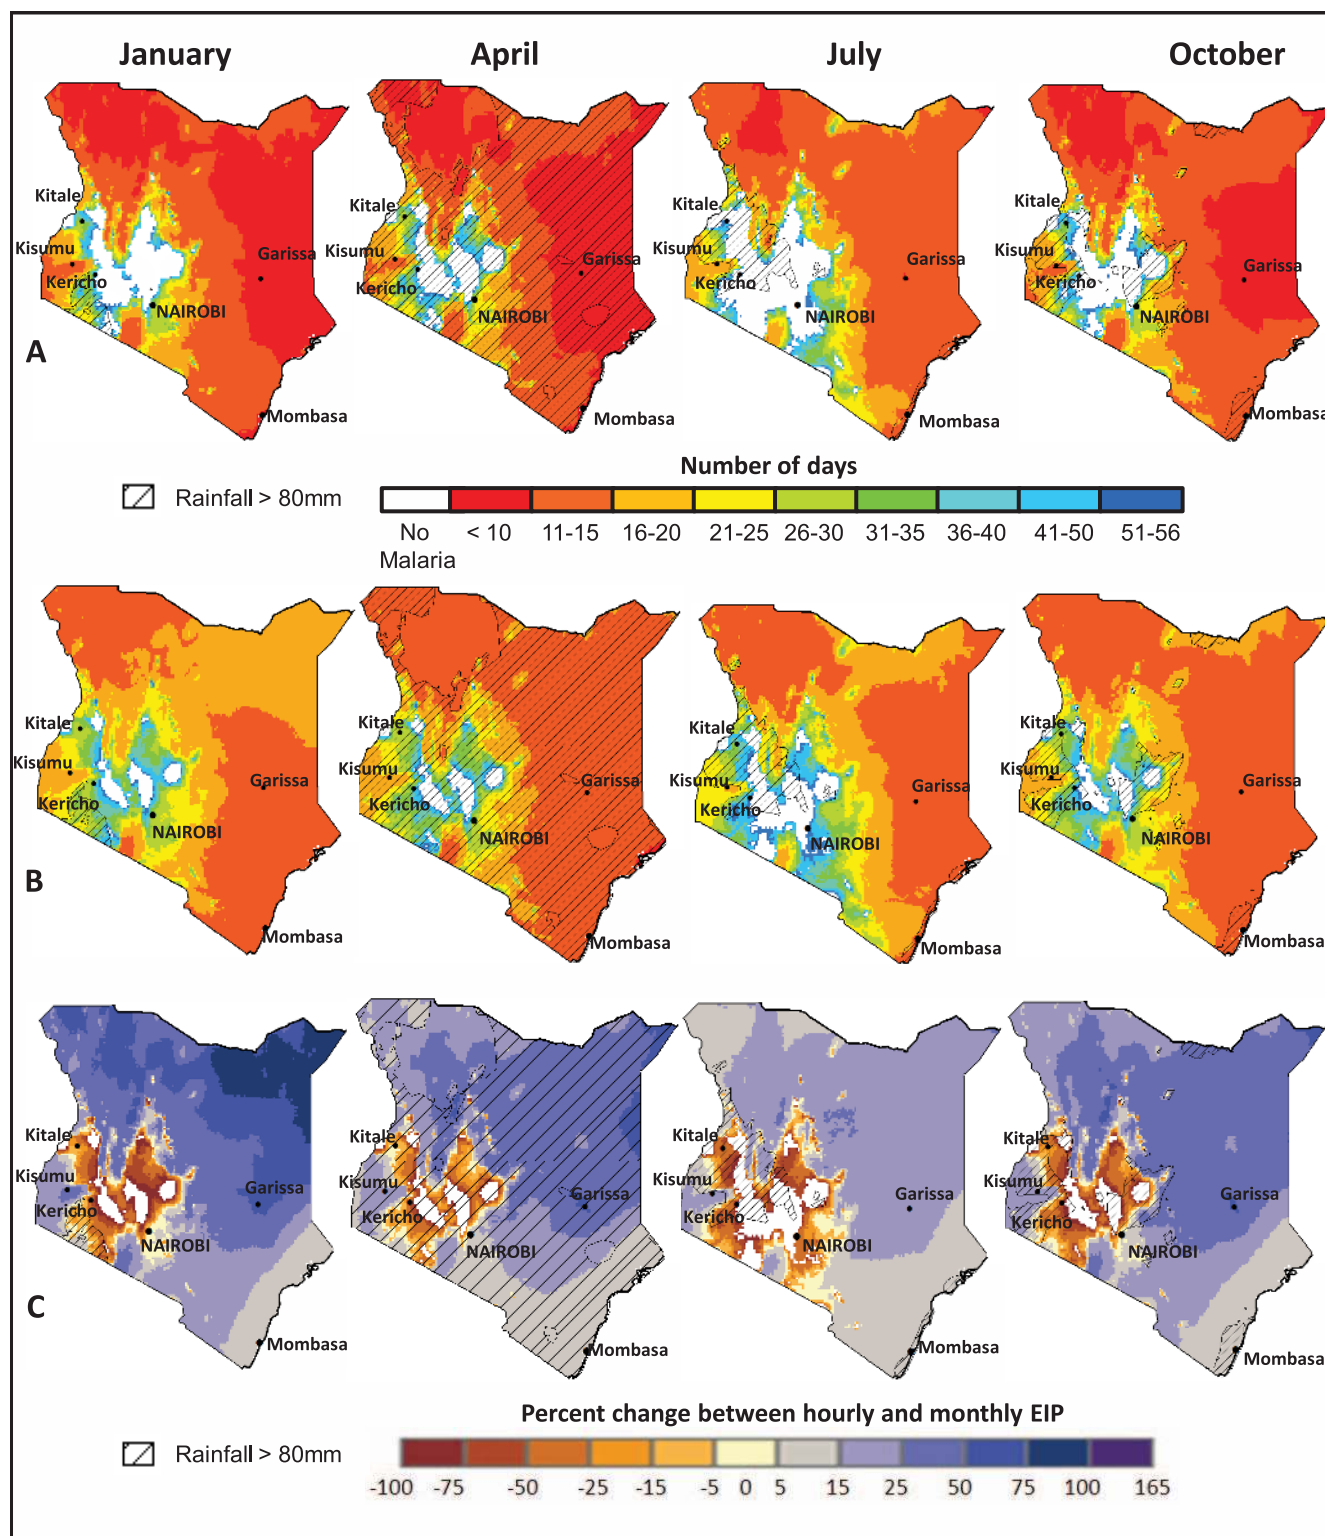 January April July October
Kitale Kitale Kitale Kitale
Kisumu Kisumu Kisumu Kisumu
Garissa Garissa Garissa Garissa
Kericho Kericho Kericho Kericho
NAIROBI NAIROBI NAIROBI NAIROBI
A
Mombasa Mombasa Mombasa Mombasa
Number of days
Rainfall > 80mm
No Malaria < 10 11-15 16-20 21-25 26-30 31-35 36-40 41-50 51-56
Kitale Kitale Kitale Kitale
Kisumu Kisumu Kisumu Kisumu
Garissa Garissa Garissa Garissa
Kericho Kericho Kericho Kericho
NAIROBI NAIROBI NAIROBI NAIROBI
B
Mombasa Mombasa Mombasa Mombasa
Kitale Kitale Kitale Kitale
Kisumu Kisumu Kisumu Kisumu
Garissa Garissa Garissa Garissa
Kericho Kericho Kericho Kericho
NAIROBI NAIROBI NAIROBI NAIROBI
C
Mombasa Mombasa Mombasa Mombasa
Percent change between hourly and monthly EIP
Rainfall > 80mm
-100 -75 -50 -25 -15 -5 0 5 15 25 50 75 100 165